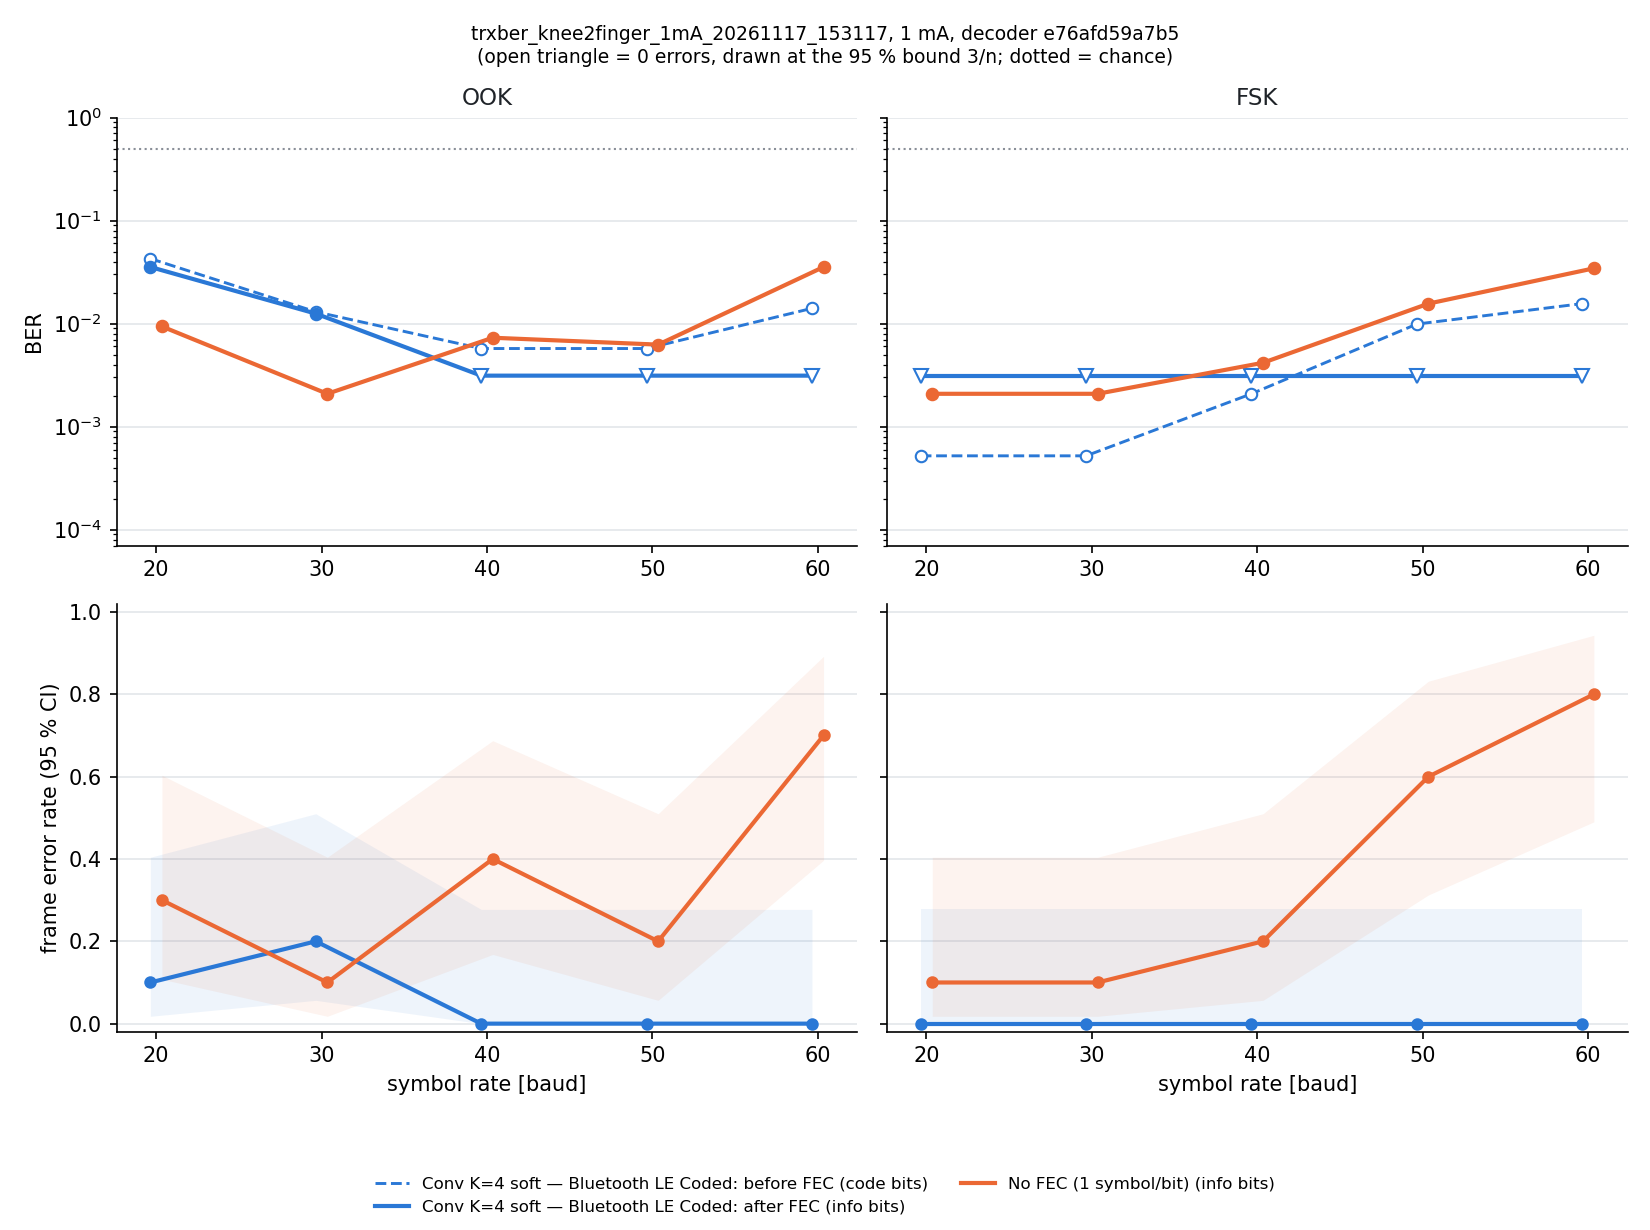 trxber_knee2finger_1mA_20261117_153117, 1 mA, decoder e76afd59a7b5
(open triangle = 0 errors, drawn at the 95 % bound 3/n; dotted = chance)
OOK
FSK
10⁰
10⁻¹
10⁻²
10⁻³
10⁻⁴
BER
20 30 40 50 60
20 30 40 50 60
1.0
0.8
0.6
0.4
0.2
0.0
frame error rate (95 % CI)
20 30 40 50 60
20 30 40 50 60
symbol rate [baud]
symbol rate [baud]
Conv K=4 soft — Bluetooth LE Coded: before FEC (code bits)
Conv K=4 soft — Bluetooth LE Coded: after FEC (info bits)
No FEC (1 symbol/bit) (info bits)